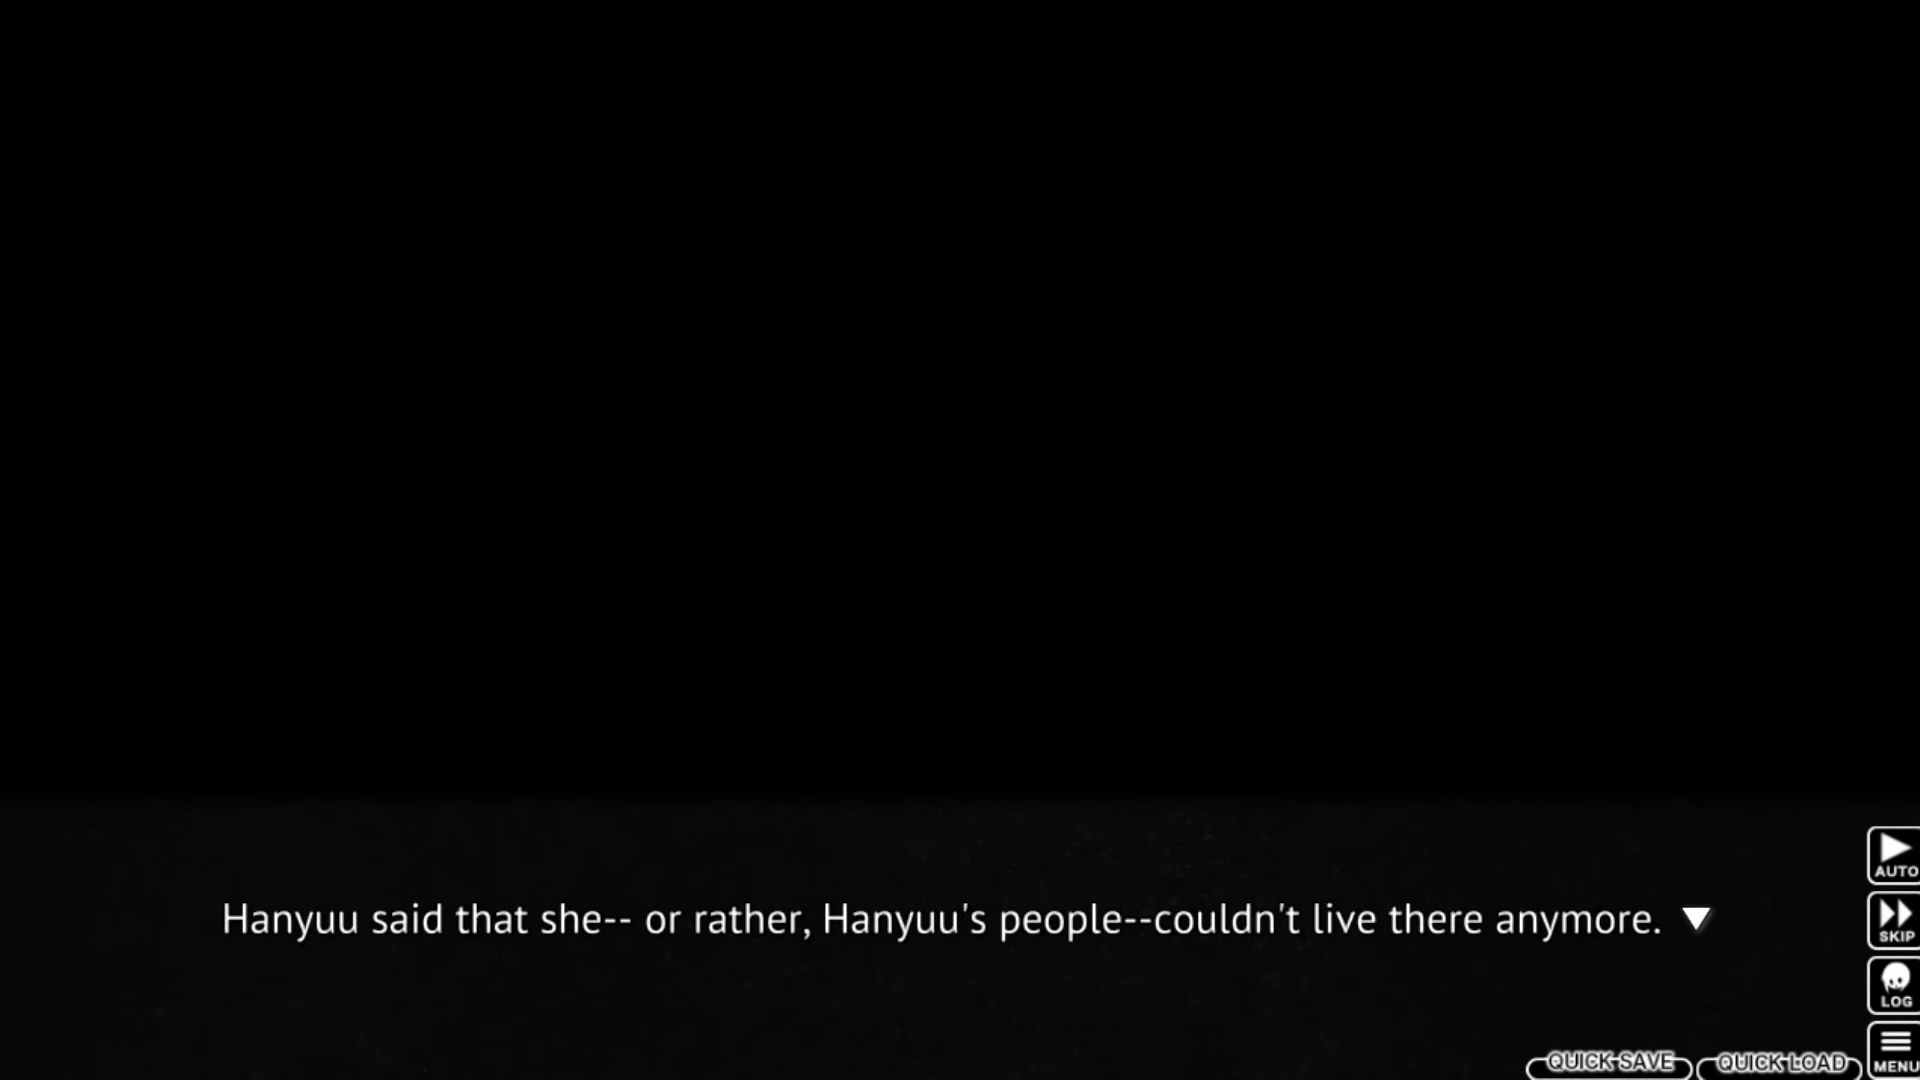 Hanyuu said that she-- or rather, Hanyuu's people--couldn't live there anymore.
AUTO
SKIP
LOG
MENU
QUICK SAVE
QUICK LOAD